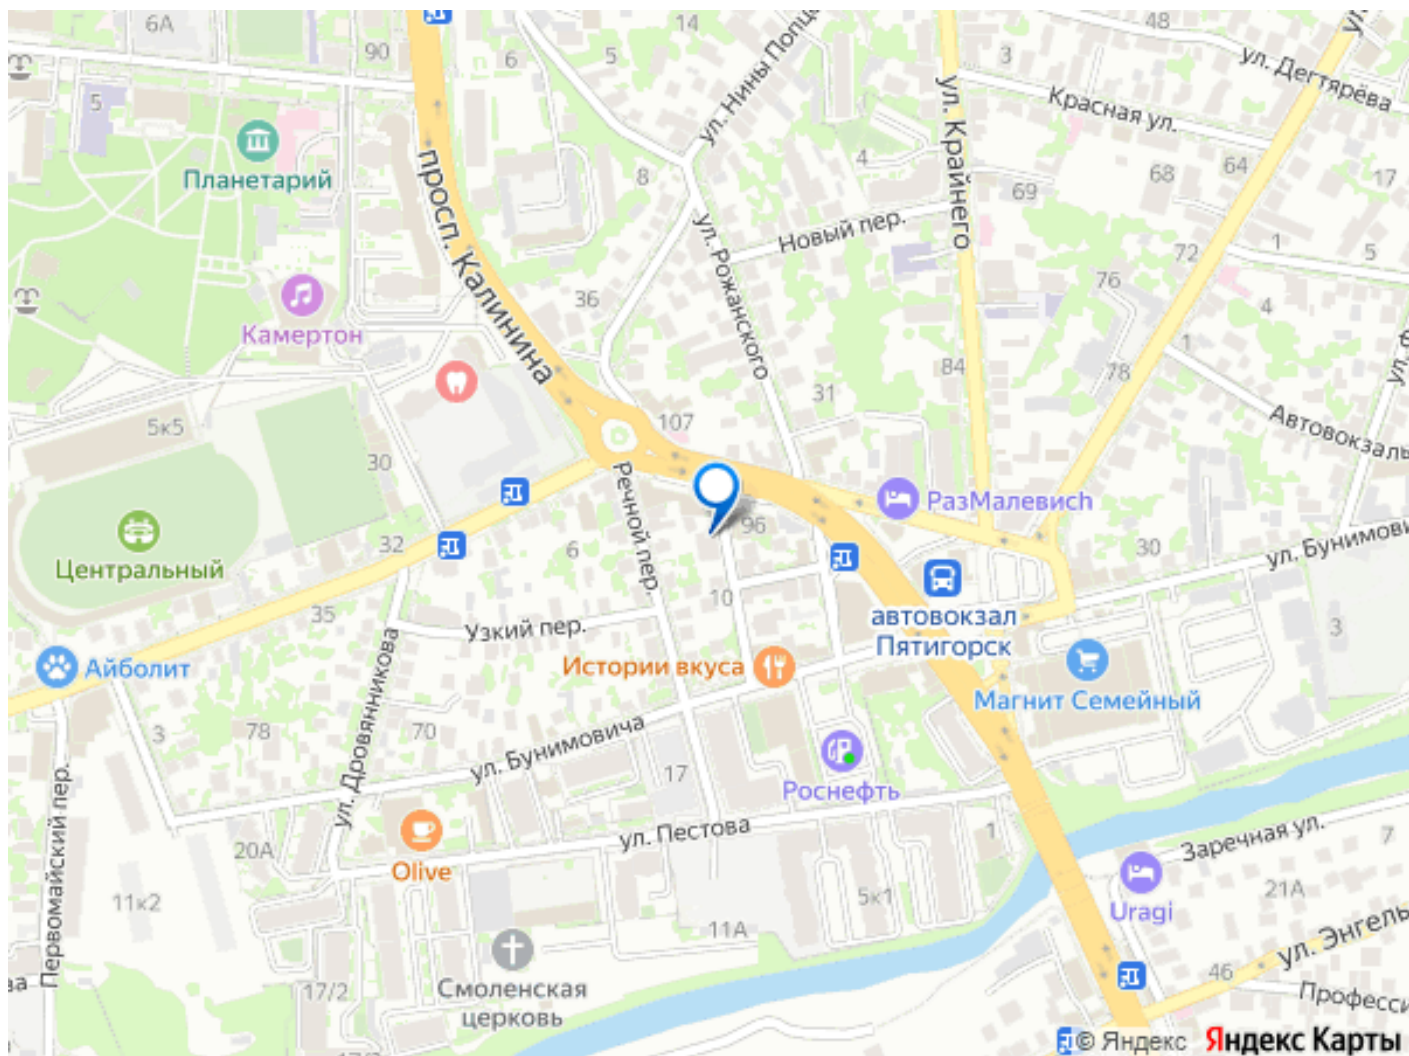 6А
14
48
ул. Дегтярёва
90
6
5
3
ул. Нины Попцо
Красная ул.
5
просп. Калинина
ул. Крайнего
4
64
Планетарий
8
69
68
17
ул. Рожанского
Новый пер.
72
1
5
36
76
4
Камертон
1
84
78
31
107
Автовокзаль
5к5
30
Речной пер.
РазМалевич
96
32
6
30
ул. Бунимови
Центральный
10
автовокзал
Пятигорск
35
Узкий пер.
3
Айболит
ул. Дровянникова
Истории вкуса
Магнит Семейный
3
78
70
ул. Бунимовича
17
Роснефть
Первомайский пер.
20А
Olive
ул. Пестова
1
Заречная ул.
7
11к2
5к1
Uragi
21А
11А
Смоленская
церковь
ул. Энгель
46
Професси
ва
17/2
17/2
© Яндекс
Яндекс Карты